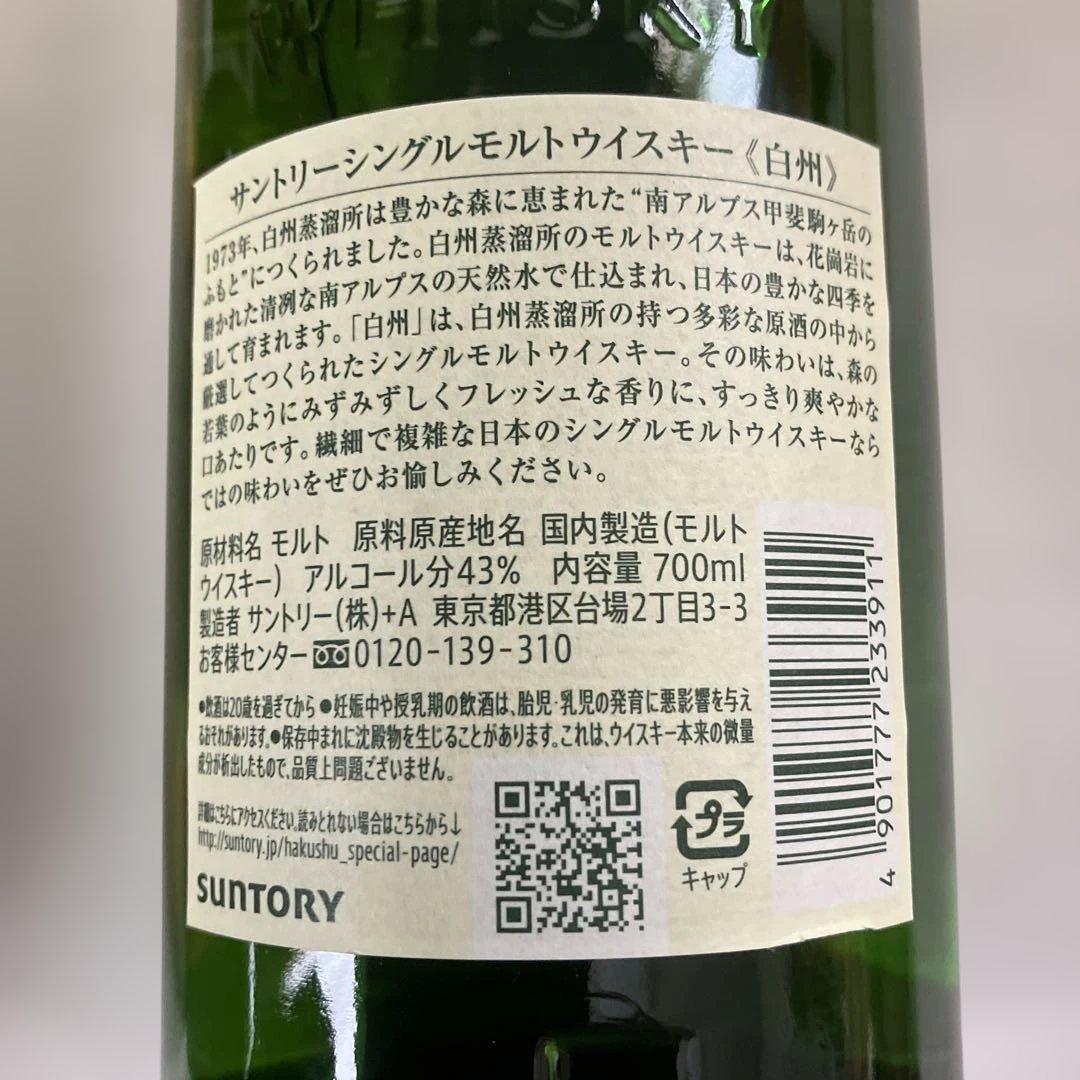 WHISKY
サントリーシングルモルトウイスキー《白州》
1973年、白州蒸溜所は豊かな森に恵まれた“南アルプス甲斐駒ヶ岳の
ふもと”につくられました。白州蒸溜所のモルトウイスキーは、花崗岩に
磨かれた清冽な南アルプスの天然水で仕込まれ、日本の豊かな四季を
通して育まれます。「白州」は、白州蒸溜所の持つ多彩な原酒の中から
厳選してつくられたシングルモルトウイスキー。その味わいは、森の
若葉のようにみずみずしくフレッシュな香りに、すっきり爽やかな
口あたりです。繊細で複雑な日本のシングルモルトウイスキーなら
ではの味わいをぜひお愉しみください。
原材料名 モルト 原料原産地名 国内製造(モルト
ウイスキー) アルコール分43% 内容量 700ml
製造者 サントリー(株)+A 東京都港区台場2丁目3-3
お客様センター 0120-139-310
●飲酒は20歳を過ぎてから ●妊娠中や授乳期の飲酒は、胎児・乳児の発育に悪影響を与え
るおそれがあります。●保存中まれに沈殿物を生じることがあります。これは、ウイスキー本来の微量
成分が析出したもので、品質上問題ございません。
詳細はこちらにアクセスください。読みとれない場合はこちらから↓
http://suntory.jp/hakushu_special-page/
SUNTORY
プラ
キャップ
4 901777 233911